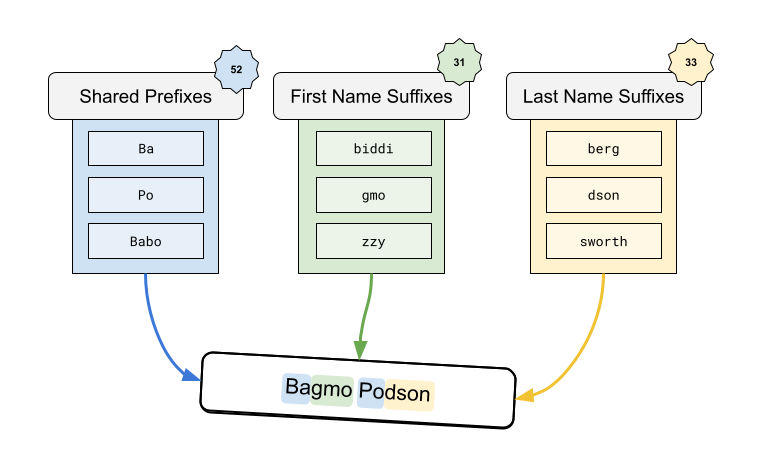 52
Shared Prefixes
Ba
Po
Babo
31
First Name Suffixes
biddi
gmo
zzy
33
Last Name Suffixes
berg
dson
sworth
Bagmo Podson